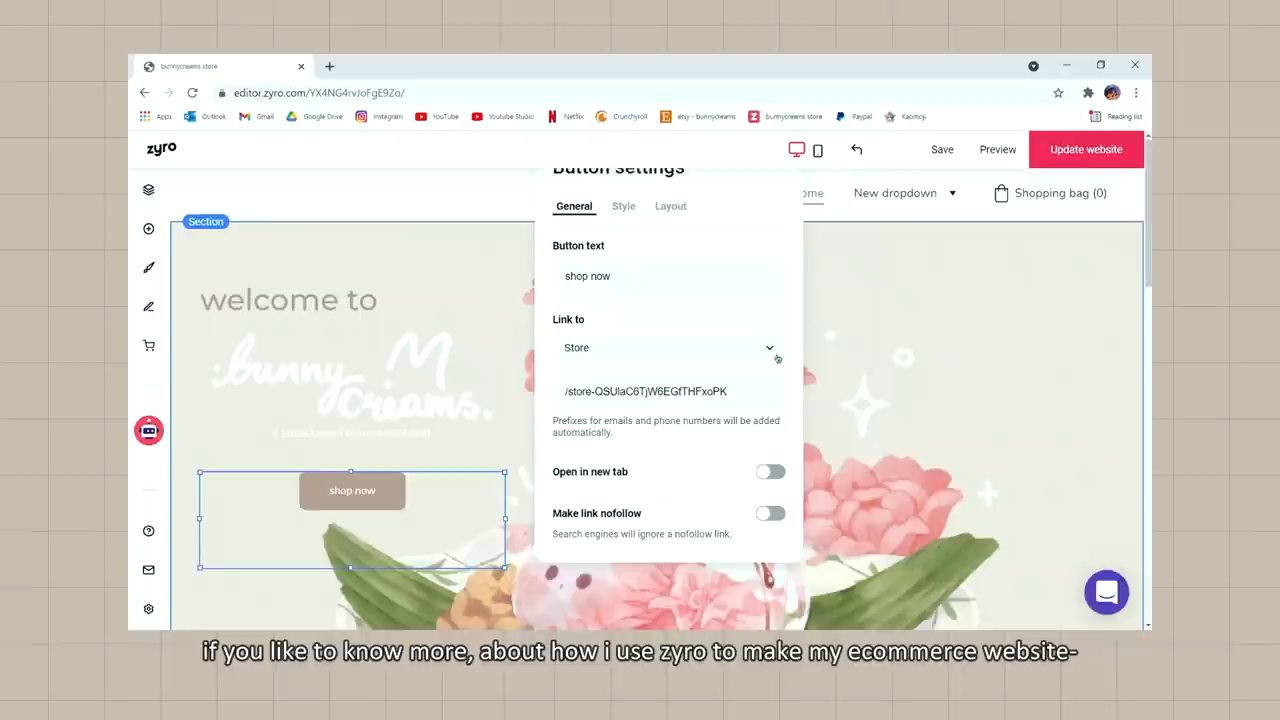 bunnycreams store
editor.zyro.com/YX4NG4rvJoFgE9Zo/
Apps Outlook Gmail Google Drive Instagram YouTube Youtube Studio Netflix Crunchyroll etsy - bunnycreams bunnycreams store Paypal Kaomoji Reading list
zyro Save Preview Update website
Button settings
ome New dropdown Shopping bag (0)
Section
General Style Layout
Button text
shop now
welcome to
bunny creams.
Link to
Store
/store-QSUlaC6TjW6EGfTHFxoPK
Prefixes for emails and phone numbers will be added
automatically.
Open in new tab
shop now
Make link nofollow
Search engines will ignore a nofollow link.
if you like to know more, about how i use zyro to make my ecommerce website-